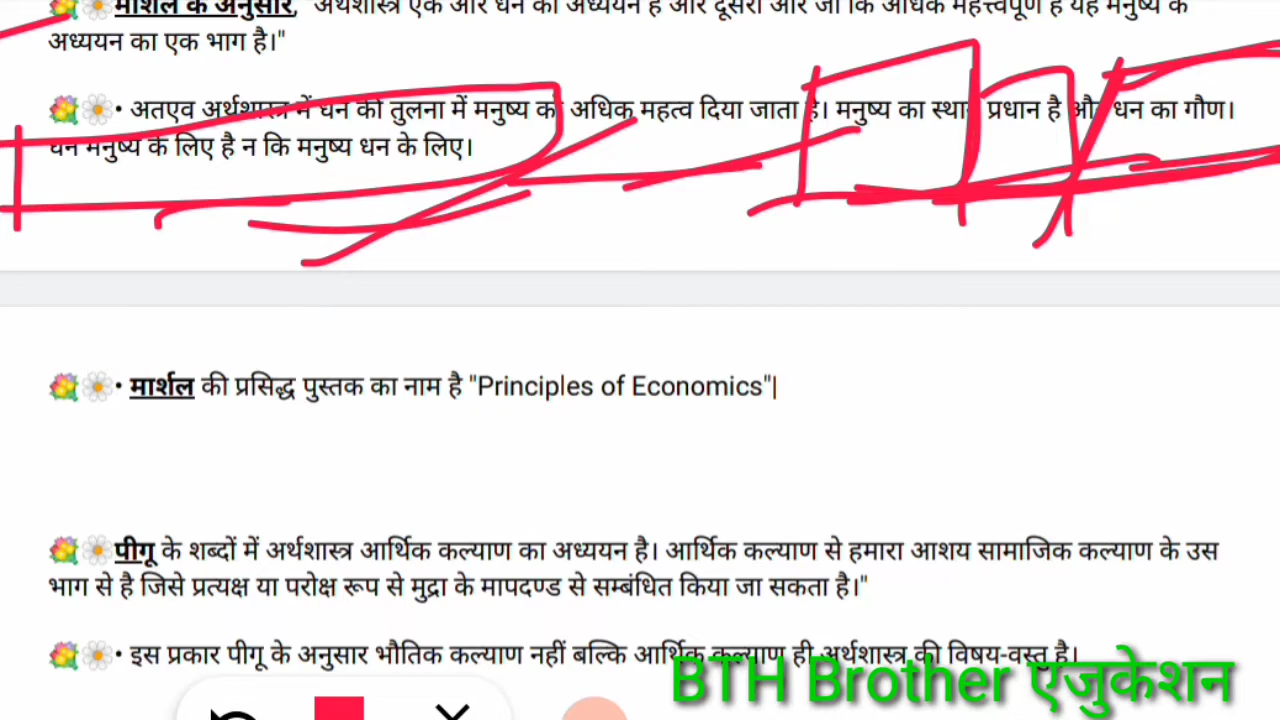 मार्शल के अनुसार, "अर्थशास्त्र एक ओर धन का अध्ययन है और दूसरी ओर जो कि अधिक महत्त्वपूर्ण है यह मनुष्य के
अध्ययन का एक भाग है।"
• अतएव अर्थशास्त्र में धन की तुलना में मनुष्य को अधिक महत्व दिया जाता है। मनुष्य का स्थान प्रधान है और धन का गौण।
धन मनुष्य के लिए है न कि मनुष्य धन के लिए।
• मार्शल की प्रसिद्ध पुस्तक का नाम है "Principles of Economics"|
पीगू के शब्दों में अर्थशास्त्र आर्थिक कल्याण का अध्ययन है। आर्थिक कल्याण से हमारा आशय सामाजिक कल्याण के उस
भाग से है जिसे प्रत्यक्ष या परोक्ष रूप से मुद्रा के मापदण्ड से सम्बंधित किया जा सकता है।"
• इस प्रकार पीगू के अनुसार भौतिक कल्याण नहीं बल्कि आर्थिक कल्याण ही अर्थशास्त्र की विषय-वस्तु है।
BTH Brother एजुकेशन